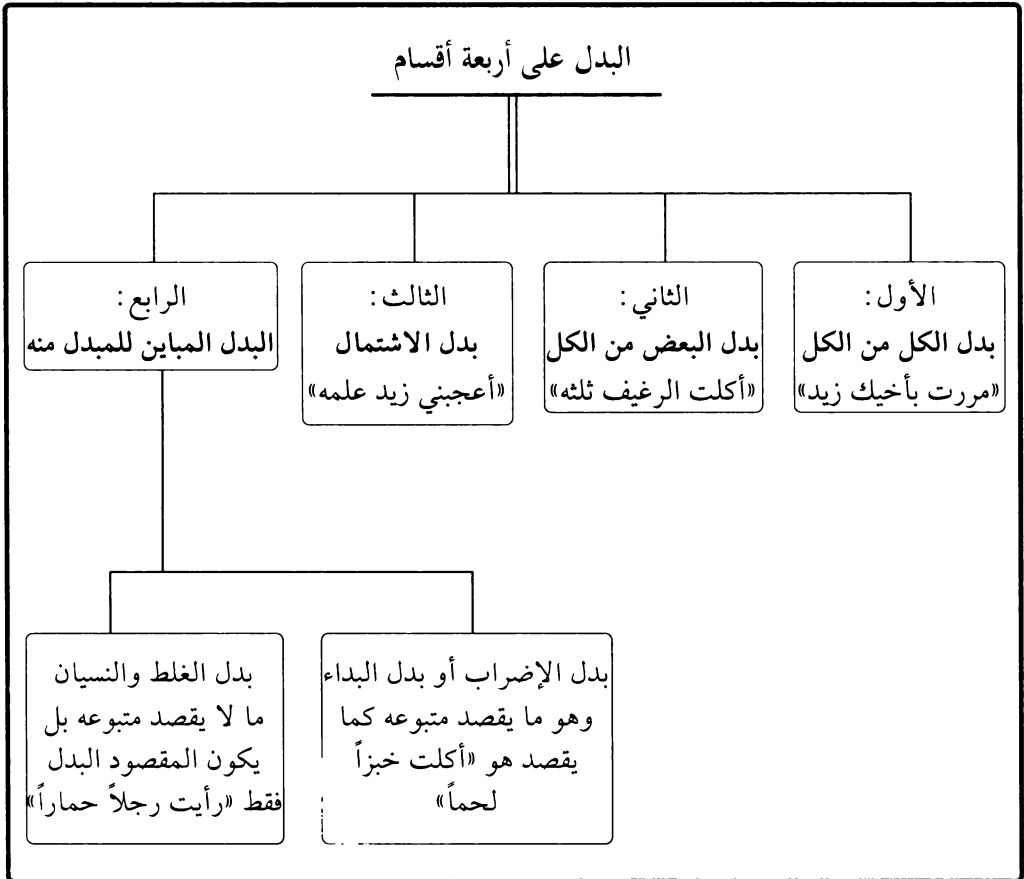 البدل على أربعة أقسام
الأول:
بدل الكل من الكل
«مررت بأخيك زيد»
الثاني:
بدل البعض من الكل
«أكلت الرغيف ثلثه»
الثالث:
بدل الاشتمال
«أعجبني زيد علمه»
الرابع:
البدل المباين للمبدل منه
بدل الإضراب أو بدل البداء
وهو ما يقصد متبوعه كما
يقصد هو «أكلت خبزاً
لحماً»
بدل الغلط والنسيان
ما لا يقصد متبوعه بل
يكون المقصود البدل
فقط «رأيت رجلاً حماراً»